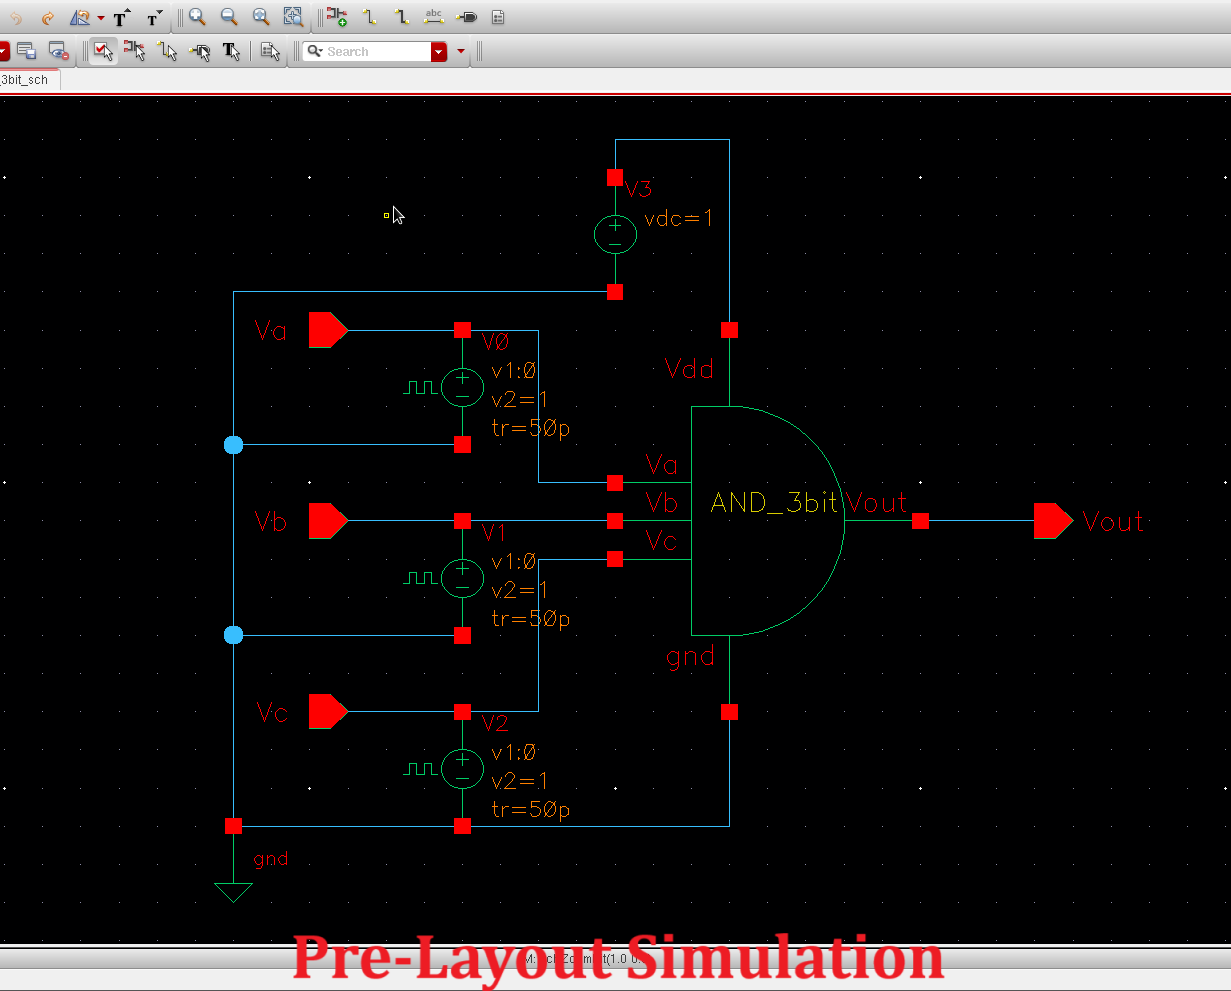 Search
_3bit_sch
V3
vdc=1
Va
V0
v1:0
v2=1
tr=50p
Vdd
Va
Vb
Vc
AND_3bit
Vout
Vout
Vb
V1
v1:0
v2=1
tr=50p
gnd
Vc
V2
v1:0
v2=1
tr=50p
gnd
Pre-Layout Simulation